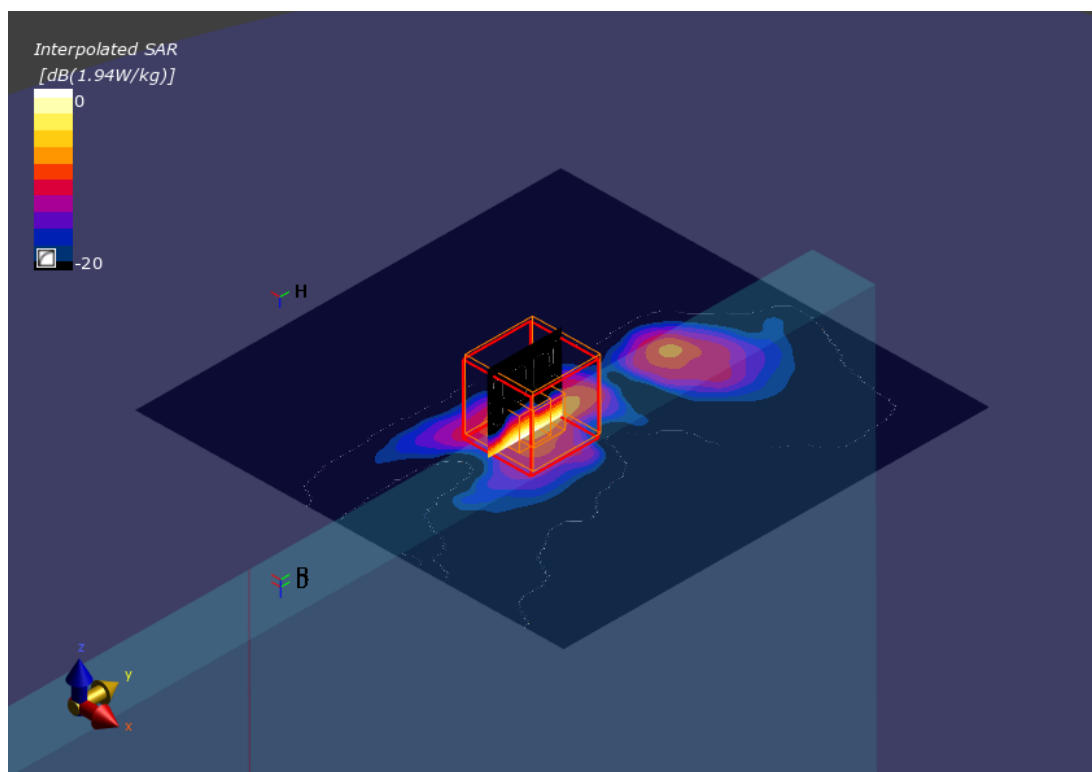 Interpolated SAR
[dB(1.94W/kg)]
0
-20
H
z
y
x